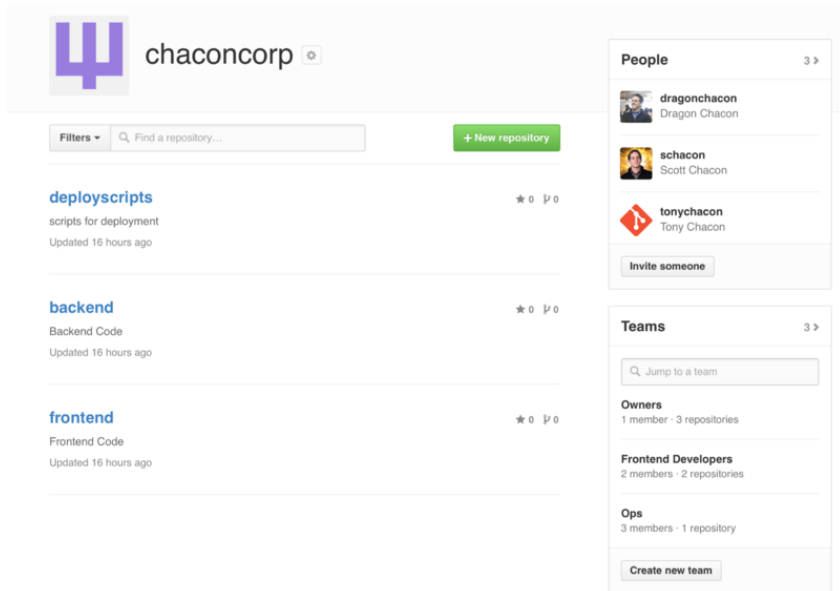 chaconcorp
Filters
Find a repository...
+ New repository
deployscripts
scripts for deployment
Updated 16 hours ago
0 0
backend
Backend Code
Updated 16 hours ago
0 0
frontend
Frontend Code
Updated 16 hours ago
0 0
People 3
dragonchacon
Dragon Chacon
schacon
Scott Chacon
tonychacon
Tony Chacon
Invite someone
Teams 3
Jump to a team
Owners
1 member · 3 repositories
Frontend Developers
2 members · 2 repositories
Ops
3 members · 1 repository
Create new team